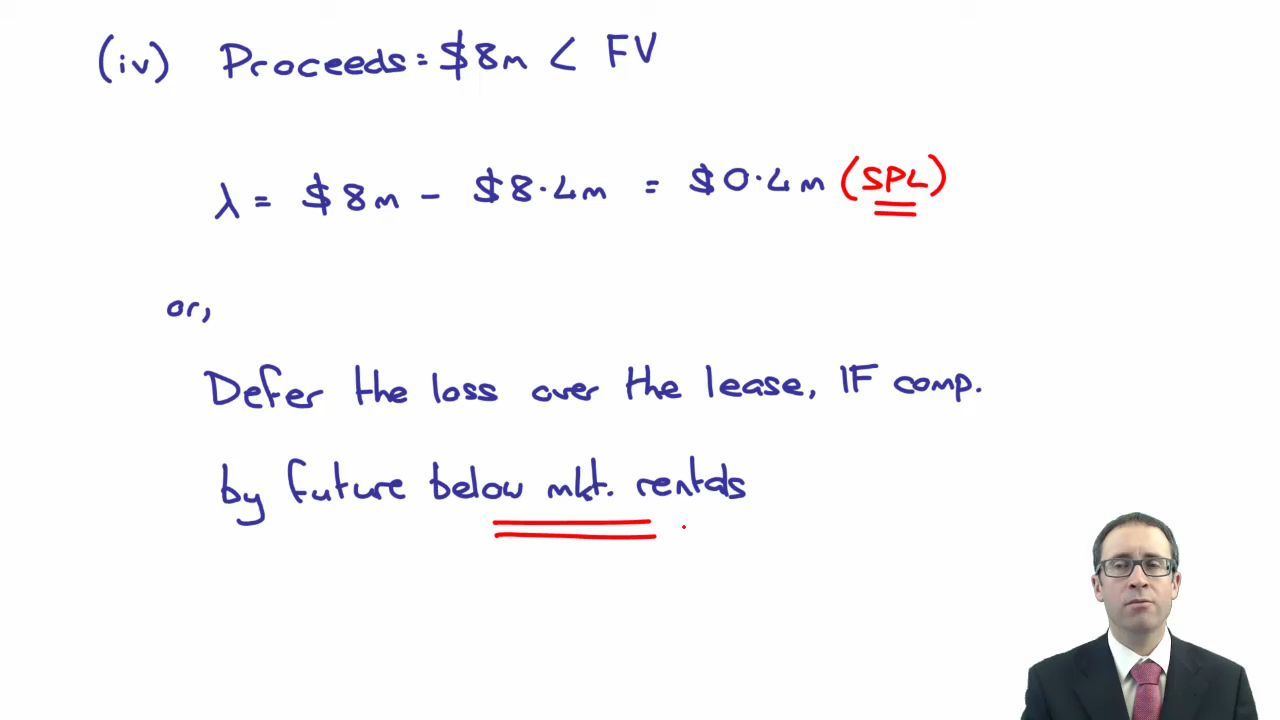 (iv) Proceeds = $8m < FV
λ = $8m - $8.4m = $0.4m (SPL)
or,
Defer the loss over the lease, IF comp.
by future below mkt. rentals